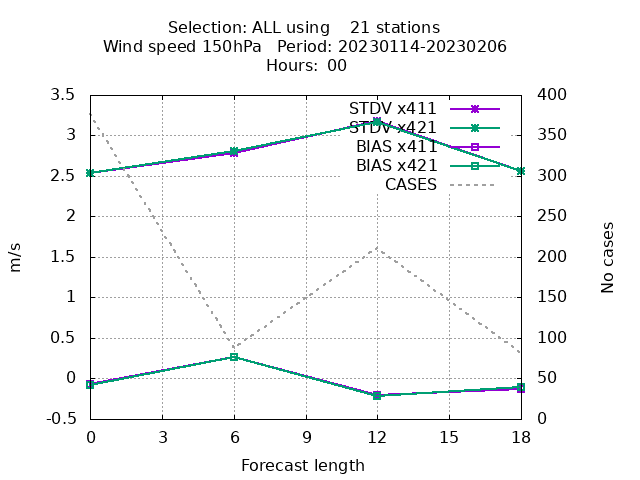 Selection: ALL using 21 stations
Wind speed 150hPa Period: 20230114-20230206
Hours: 00
3.5
3
2.5
2
1.5
1
0.5
0
-0.5
m/s
STDV x411
STDV x421
BIAS x411
BIAS x421
CASES
400
350
300
250
200
150
100
50
0
No cases
0 3 6 9 12 15 18
Forecast length